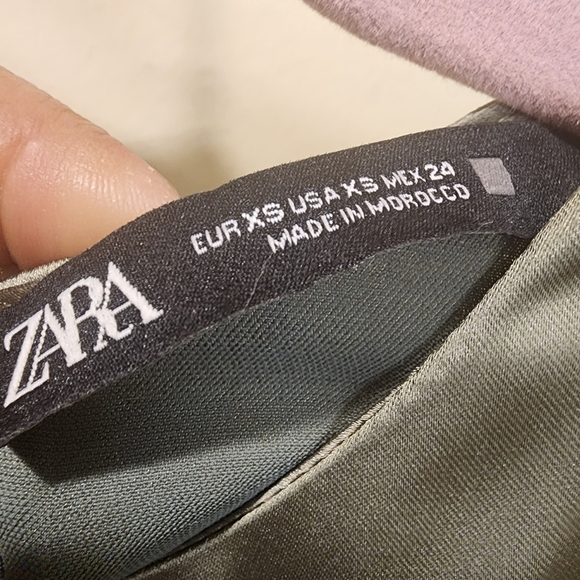 ZARA
EUR XS USA XS MEX 24
MADE IN MOROCCO